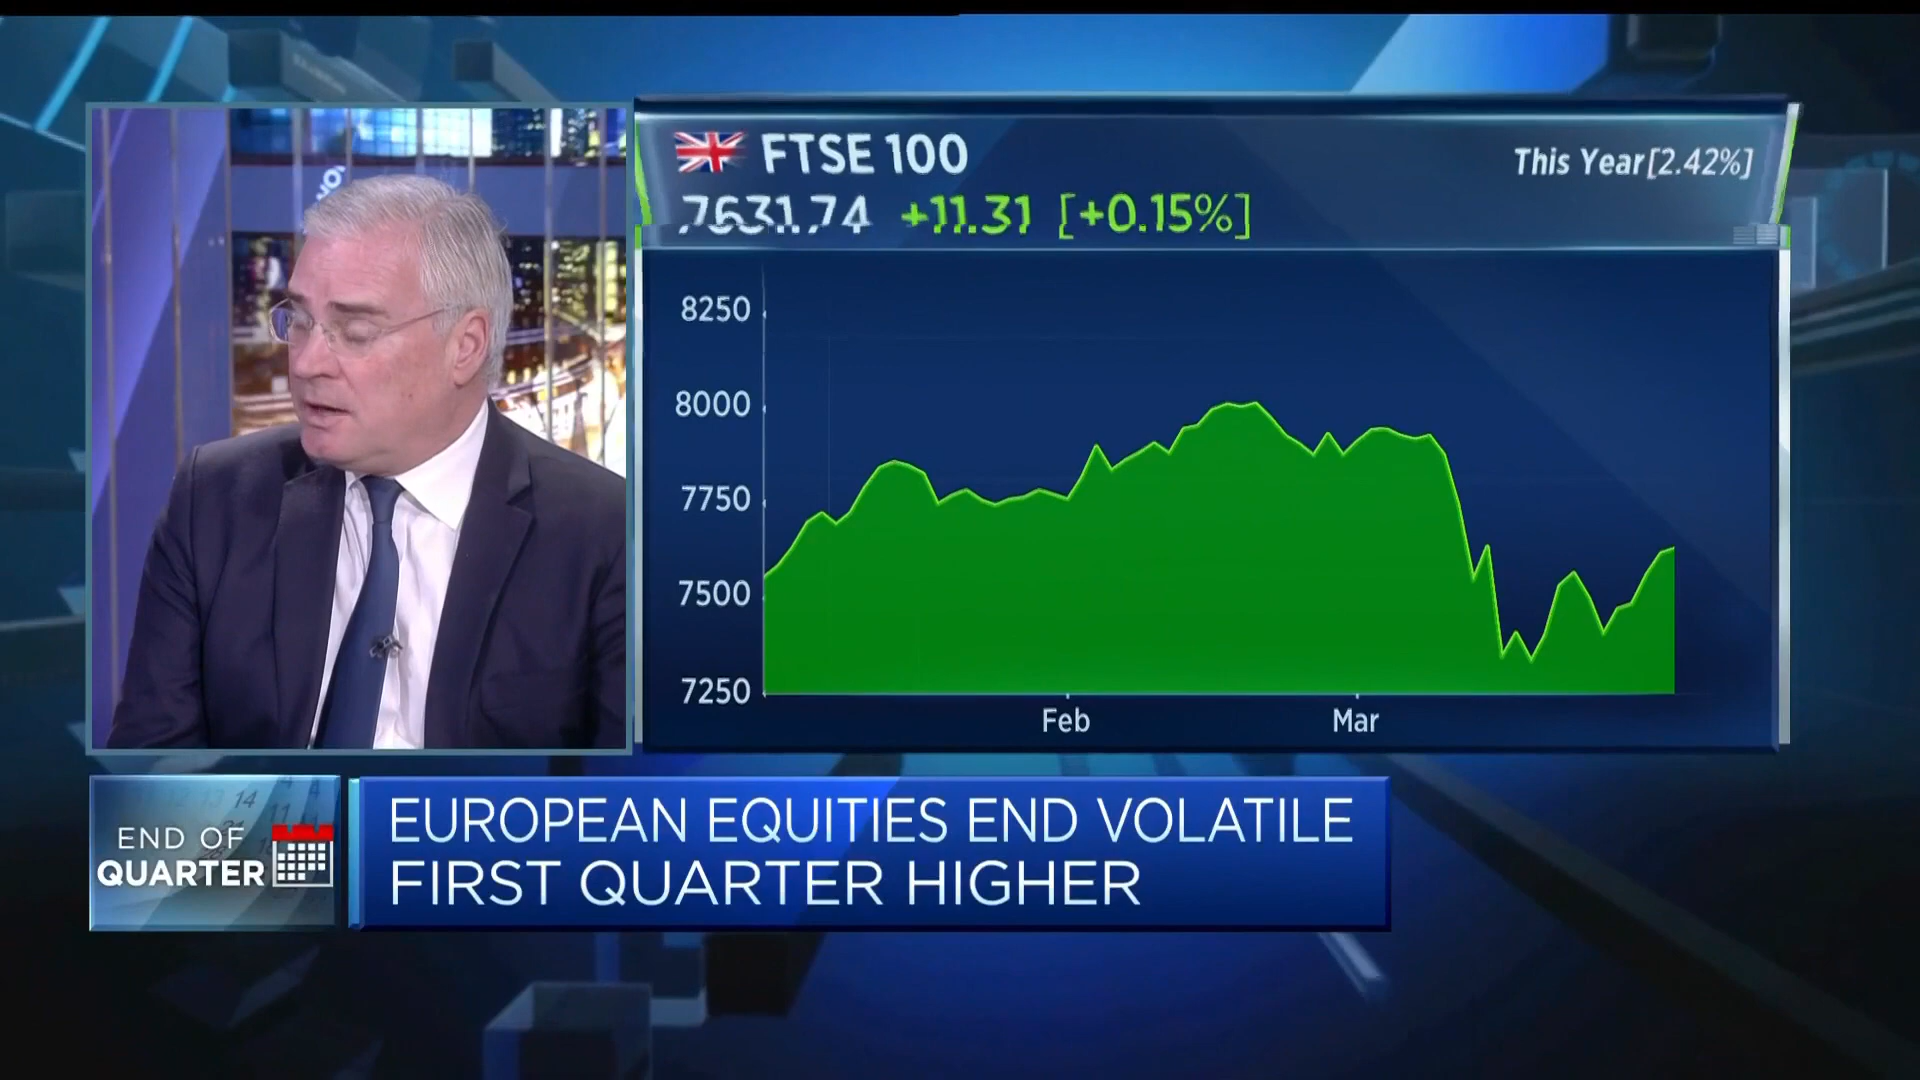 FTSE 100
This Year[2.42%]
7631.74 +11.31 [+0.15%]
8250
8000
7750
7500
7250
Feb
Mar
14
END OF
QUARTER
EUROPEAN EQUITIES END VOLATILE
FIRST QUARTER HIGHER